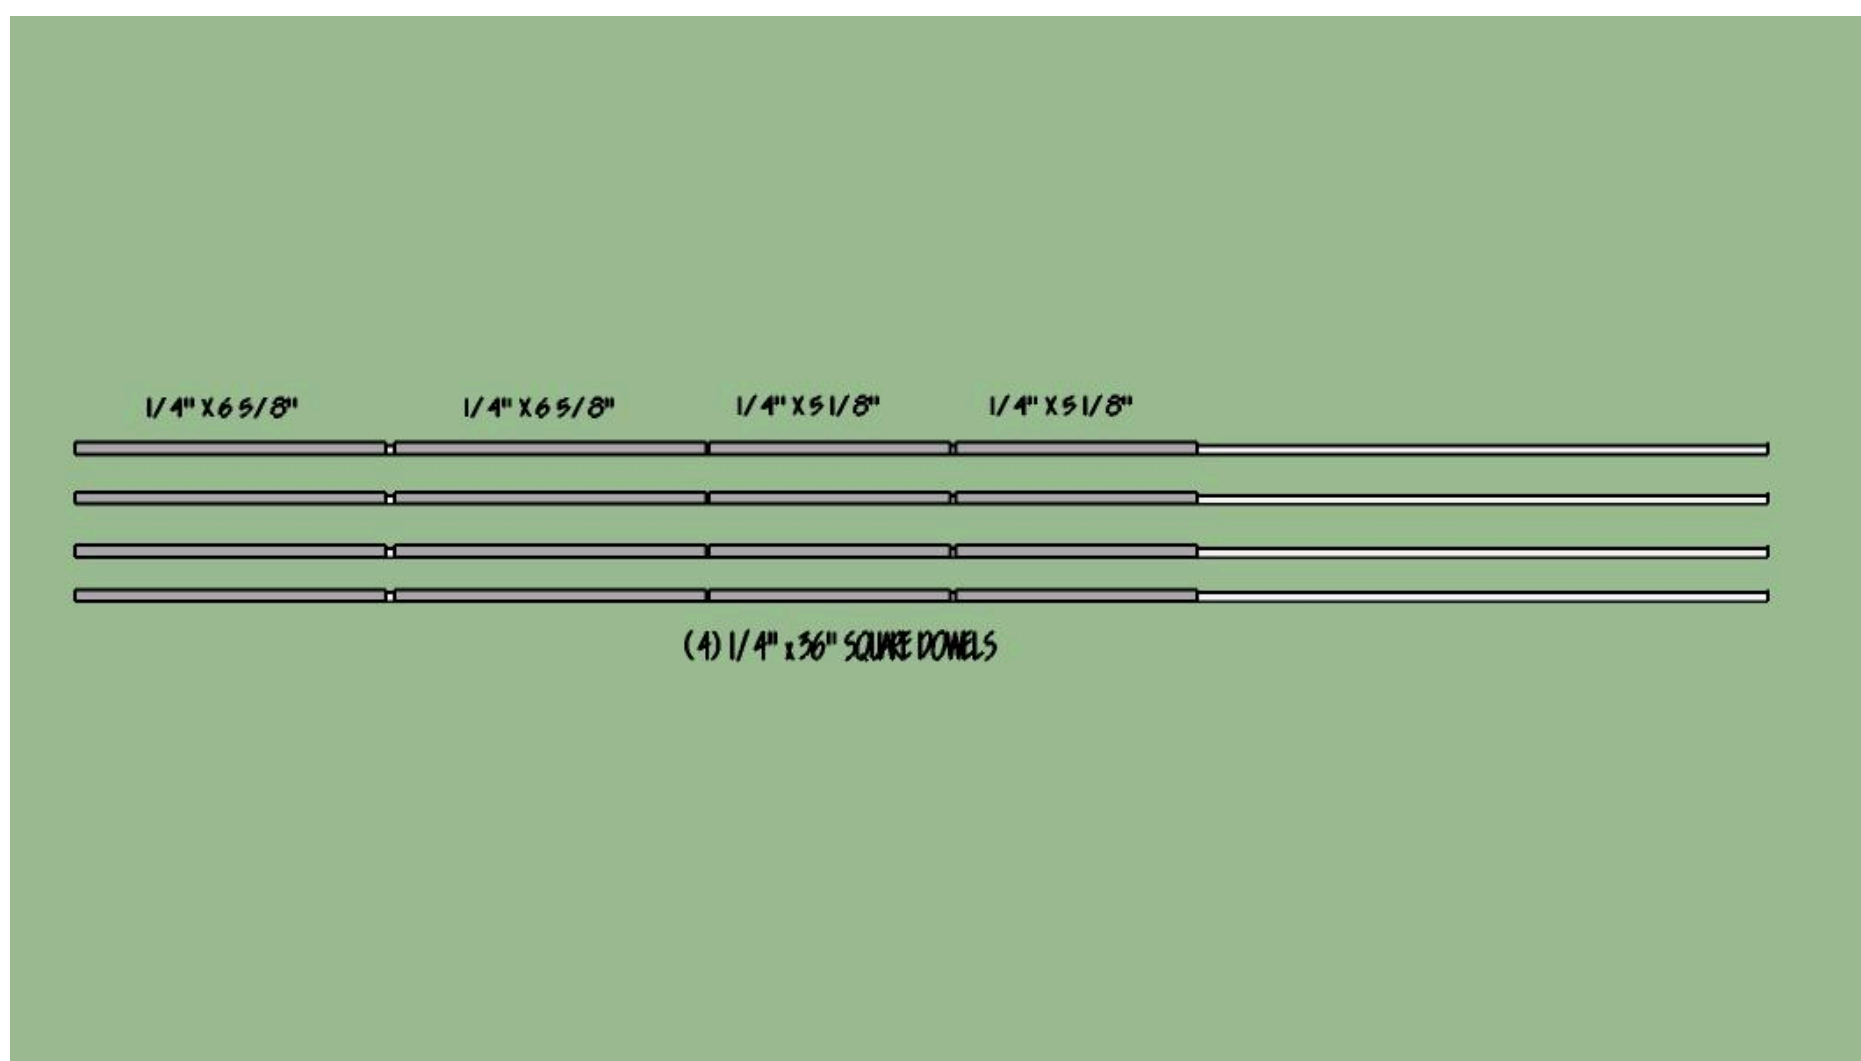 1/4" X 6 5/8" 1/4" X 6 5/8" 1/4" X 5 1/8" 1/4" X 5 1/8"
(4) 1/4" x 36" SQUARE DOWELS